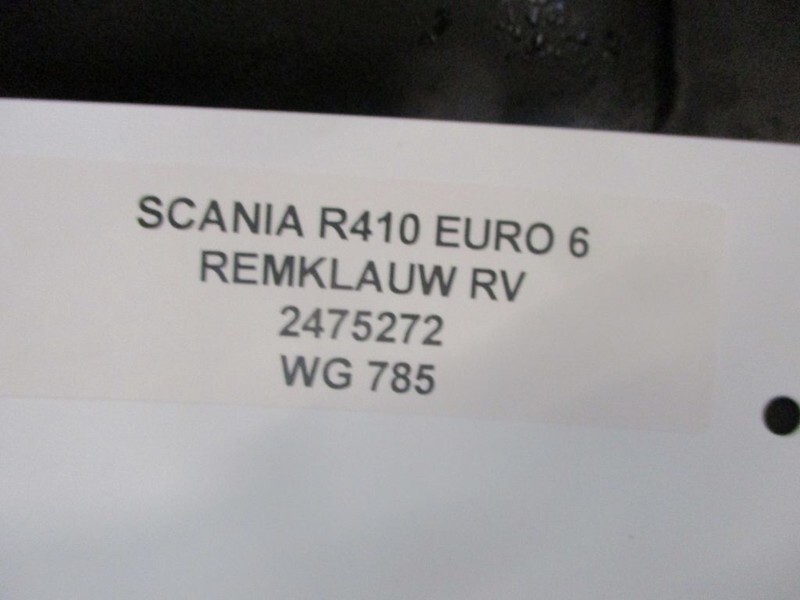 SCANIA R410 EURO 6
REMKLAUW RV
2475272
WG 785